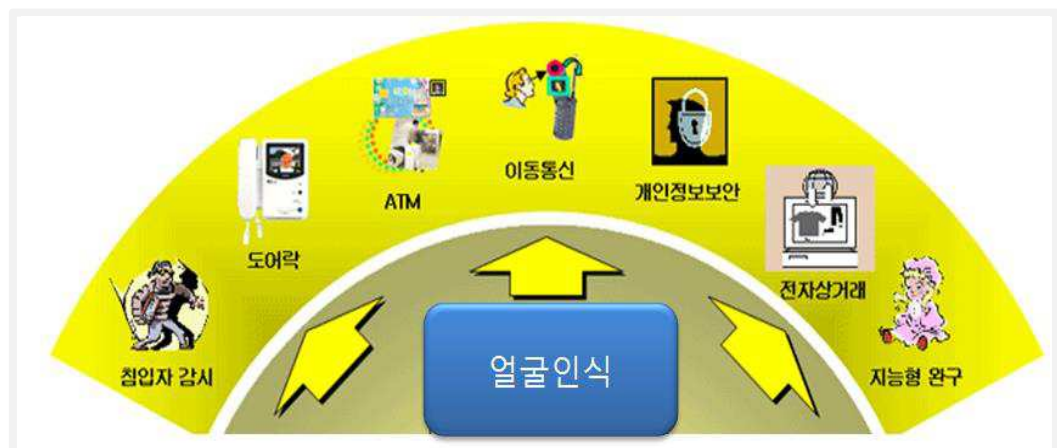 침입자 감시
도어락
ATM
이동통신
개인정보보안
전자상거래
지능형 완구
얼굴인식